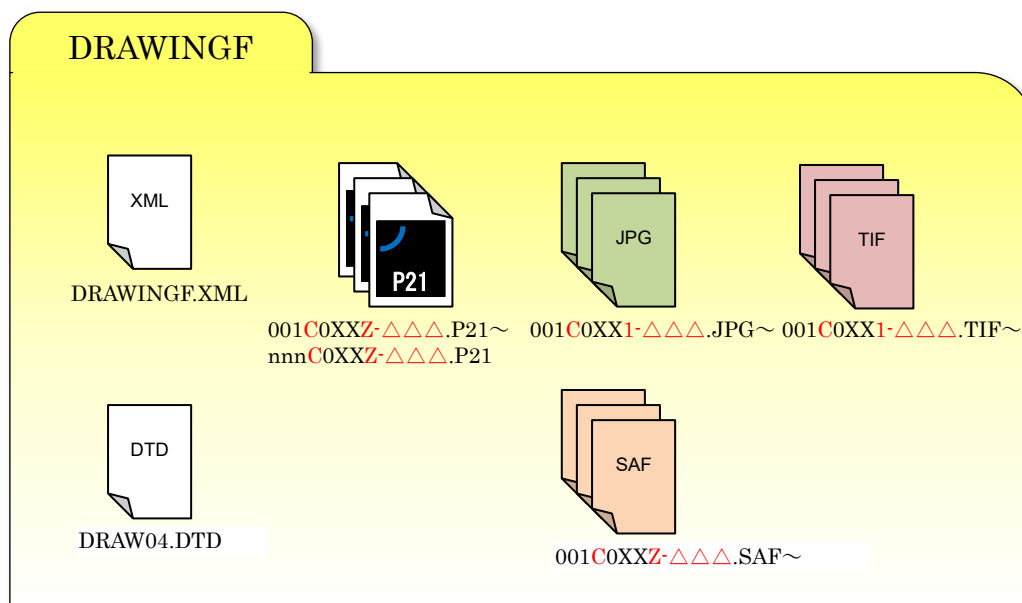 DRAWINGF
XML
DRAWINGF.XML
P21
001C0XXZ-△△△.P21～
nnnC0XXZ-△△△.P21
JPG
001C0XX1-△△△.JPG～
TIF
001C0XX1-△△△.TIF～
DTD
DRAW04.DTD
SAF
001C0XXZ-△△△.SAF～